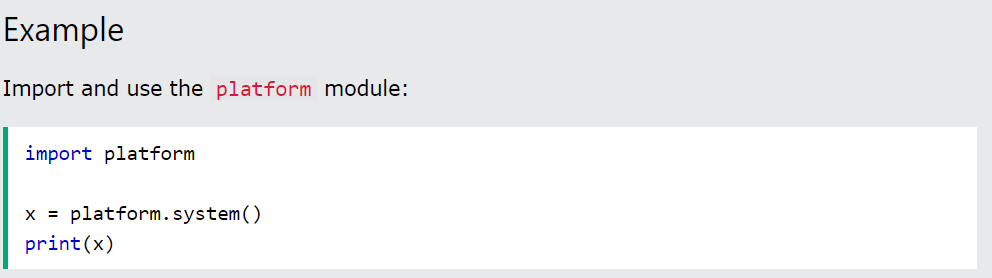 Example
Import and use the platform module:
import platform
x = platform.system()
print(x)